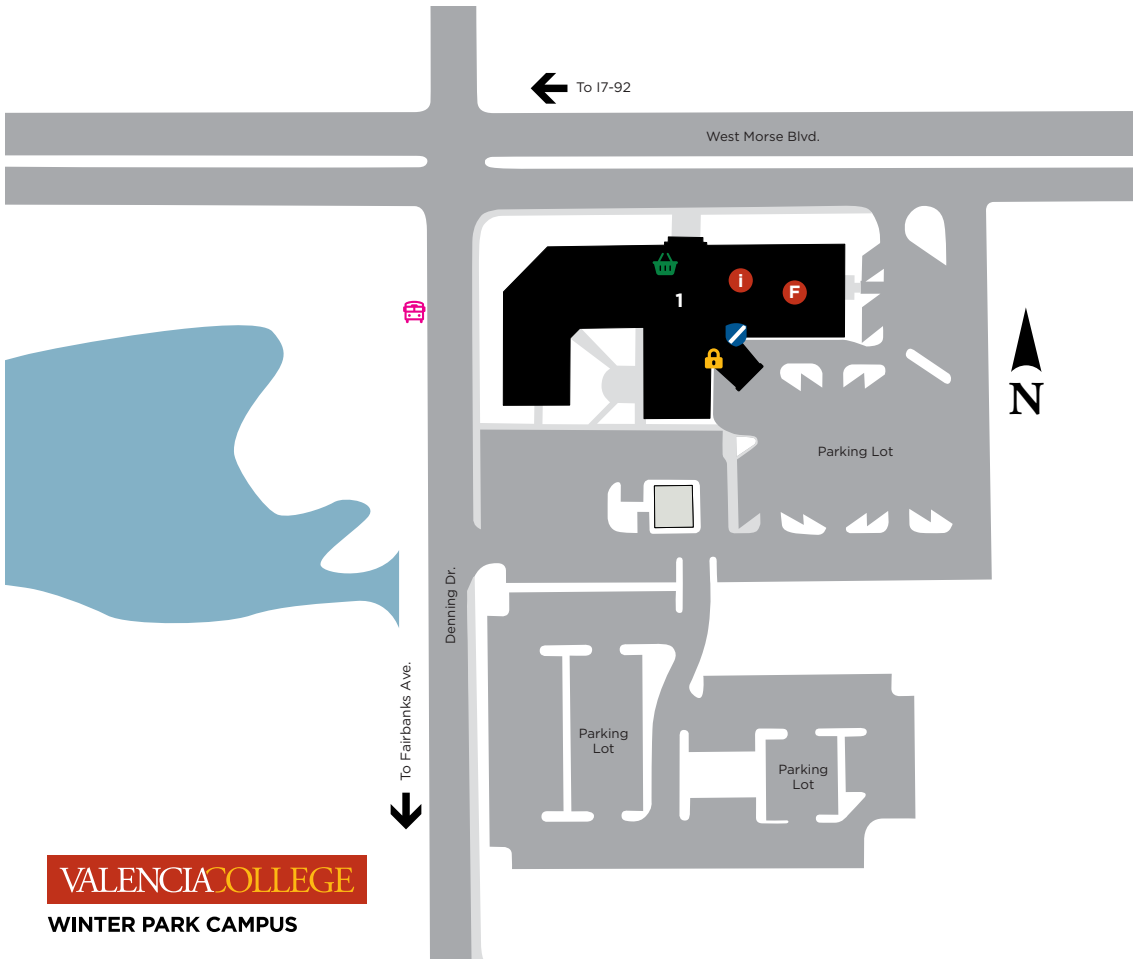 To I7-92
West Morse Blvd.
i
F
1
N
Parking Lot
Denning Dr.
To Fairbanks Ave.
Parking
Lot
Parking
Lot
VALENCIACOLLEGE
WINTER PARK CAMPUS